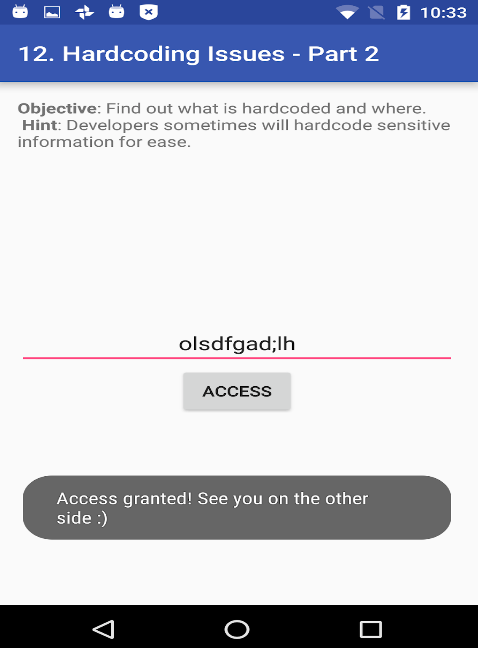 10:33
12. Hardcoding Issues - Part 2
Objective: Find out what is hardcoded and where.
Hint: Developers sometimes will hardcode sensitive
information for ease.
olsdfgad;lh
ACCESS
Access granted! See you on the other
side :)